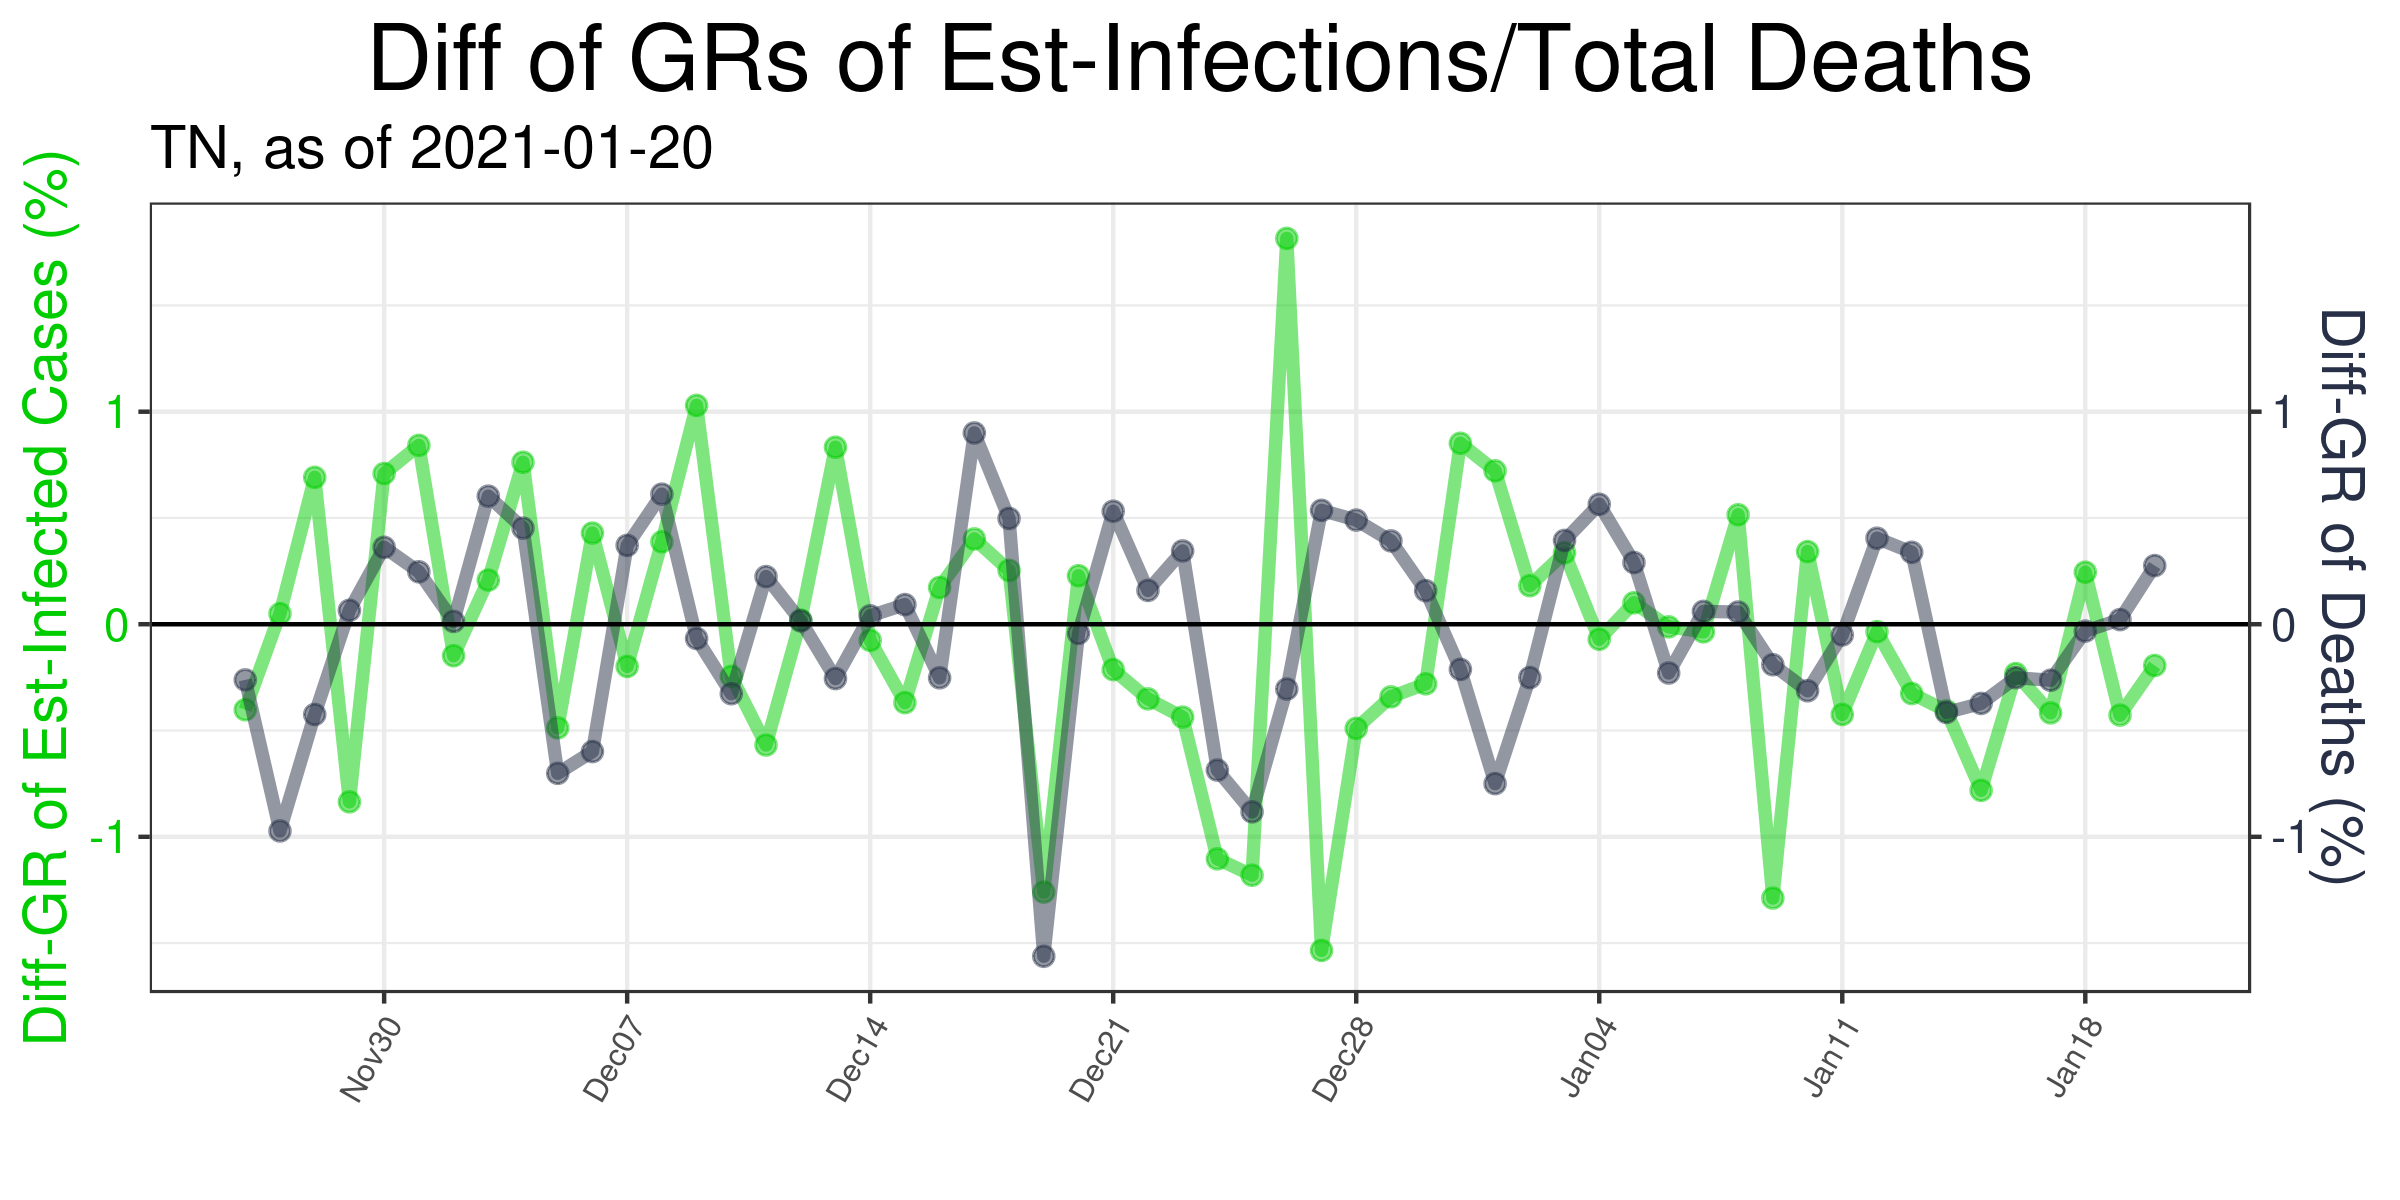 Diff of GRs of Est-Infections/Total Deaths
TN, as of 2021-01-20
Diff-GR of Est-Infected Cases (%)
1
0
-1
1
0
-1
Diff-GR of Deaths (%)
Nov30
Dec07
Dec14
Dec21
Dec28
Jan04
Jan11
Jan18